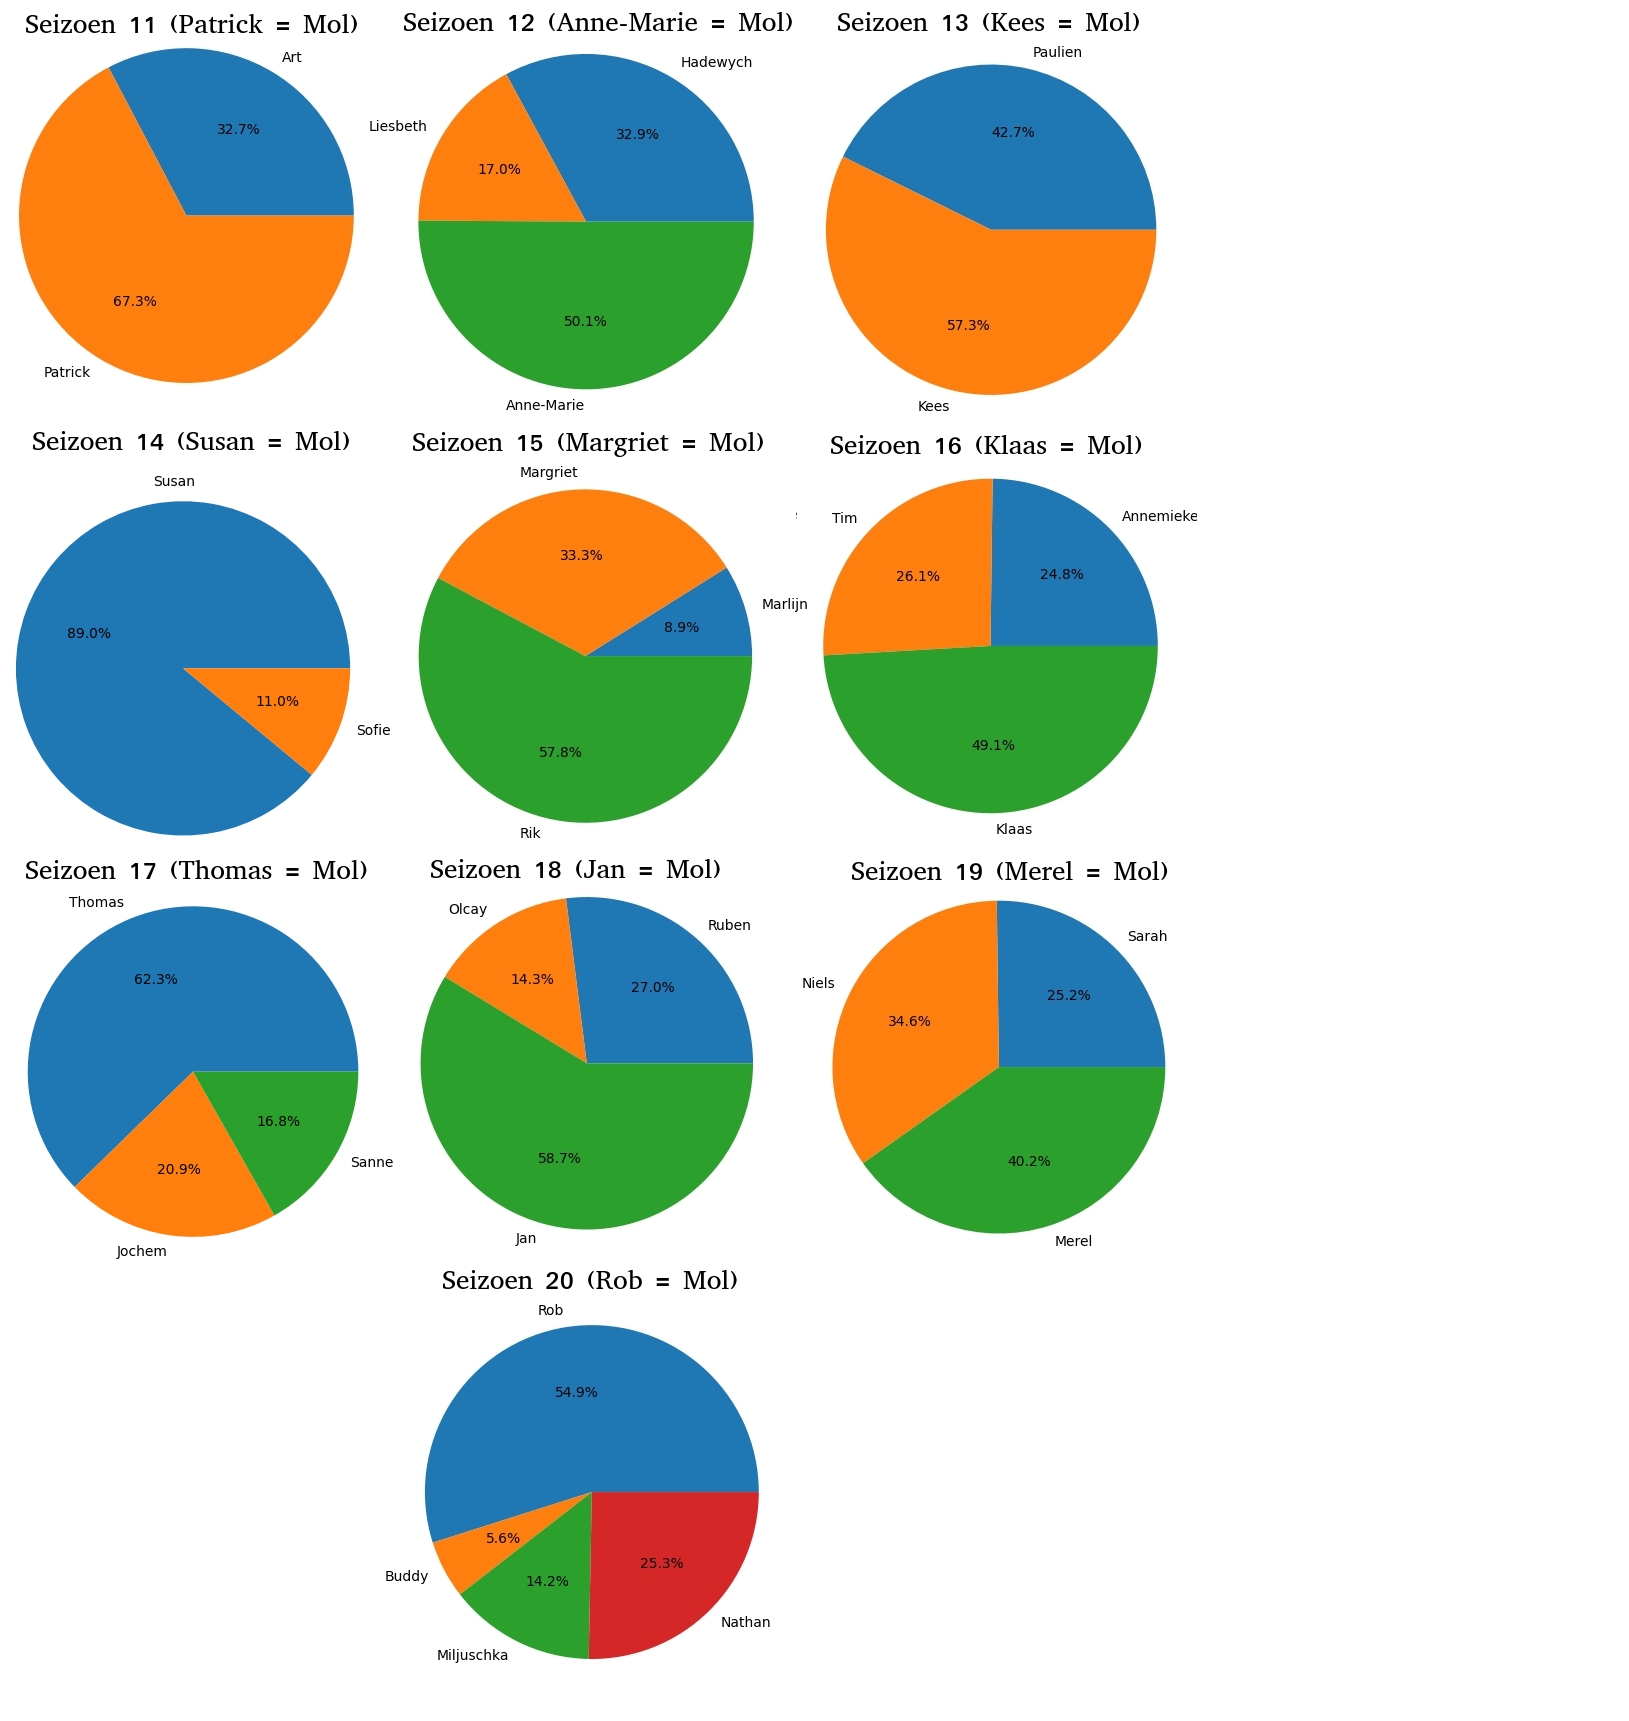 Seizoen 11 (Patrick = Mol)
Art
32.7%
67.3%
Patrick
Seizoen 12 (Anne-Marie = Mol)
Hadewych
Liesbeth
32.9%
17.0%
50.1%
Anne-Marie
Seizoen 13 (Kees = Mol)
Paulien
42.7%
57.3%
Kees
Seizoen 14 (Susan = Mol)
Susan
89.0%
11.0%
Sofie
Seizoen 15 (Margriet = Mol)
Margriet
33.3%
Marlijn
8.9%
57.8%
Rik
Seizoen 16 (Klaas = Mol)
Tim
Annemieke
26.1%
24.8%
49.1%
Klaas
Seizoen 17 (Thomas = Mol)
Thomas
62.3%
16.8%
20.9%
Sanne
Jochem
Seizoen 18 (Jan = Mol)
Olcay
Ruben
14.3%
27.0%
58.7%
Jan
Seizoen 19 (Merel = Mol)
Sarah
Niels
25.2%
34.6%
40.2%
Merel
Seizoen 20 (Rob = Mol)
Rob
54.9%
5.6%
25.3%
Buddy
14.2%
Nathan
Miljuschka